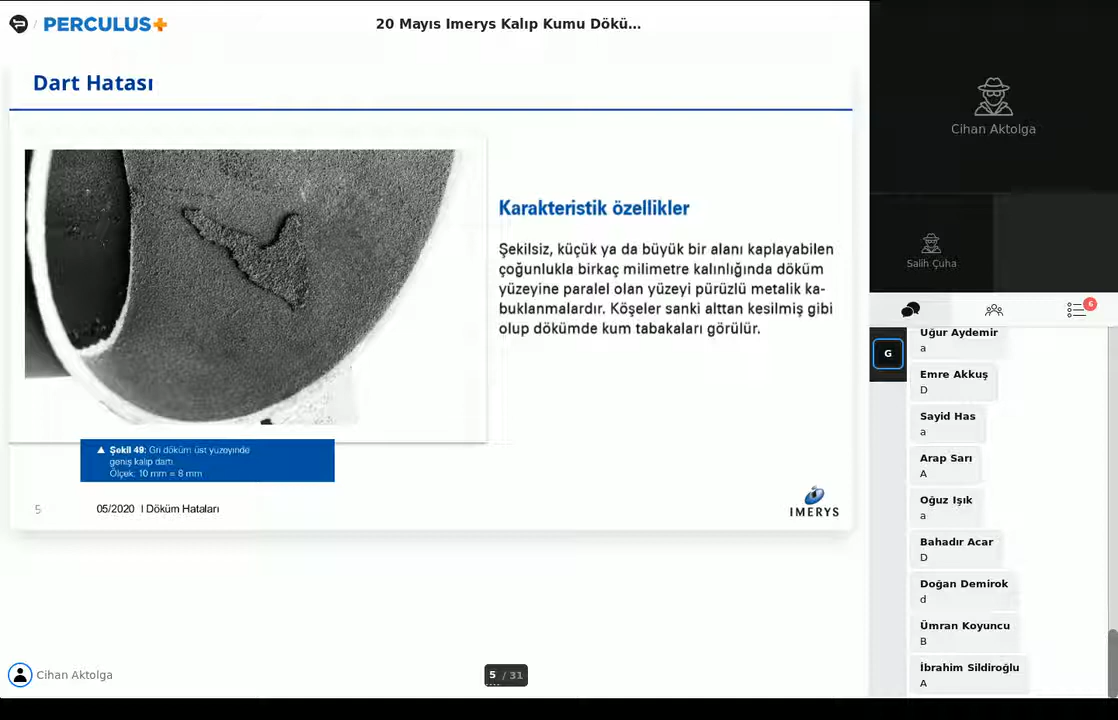 PERCULUS+
20 Mayıs Imerys Kalıp Kumu Dökü...
Dart Hatası
Karakteristik özellikler
Şekilsiz, küçük ya da büyük bir alanı kaplayabilen
çoğunlukla birkaç milimetre kalınlığında döküm
yüzeyine paralel olan yüzeyi pürüzlü metalik ka-
buklanmalardır. Köşeler sanki alttan kesilmiş gibi
olup dökümde kum tabakaları görülür.
▲ Şekil 49: Gri döküm üst yüzeyinde
geniş kalıp dartı.
Ölçek: 10 mm = 8 mm
5
05/2020 I Döküm Hataları
IMERYS
Cihan Aktolga
5 / 31
Cihan Aktolga
Salih Çuha
6
G
Uğur Aydemir
a
Emre Akkuş
D
Sayid Has
a
Arap Sarı
A
Oğuz Işık
a
Bahadır Acar
D
Doğan Demirok
d
Ümran Koyuncu
B
İbrahim Sildiroğlu
A